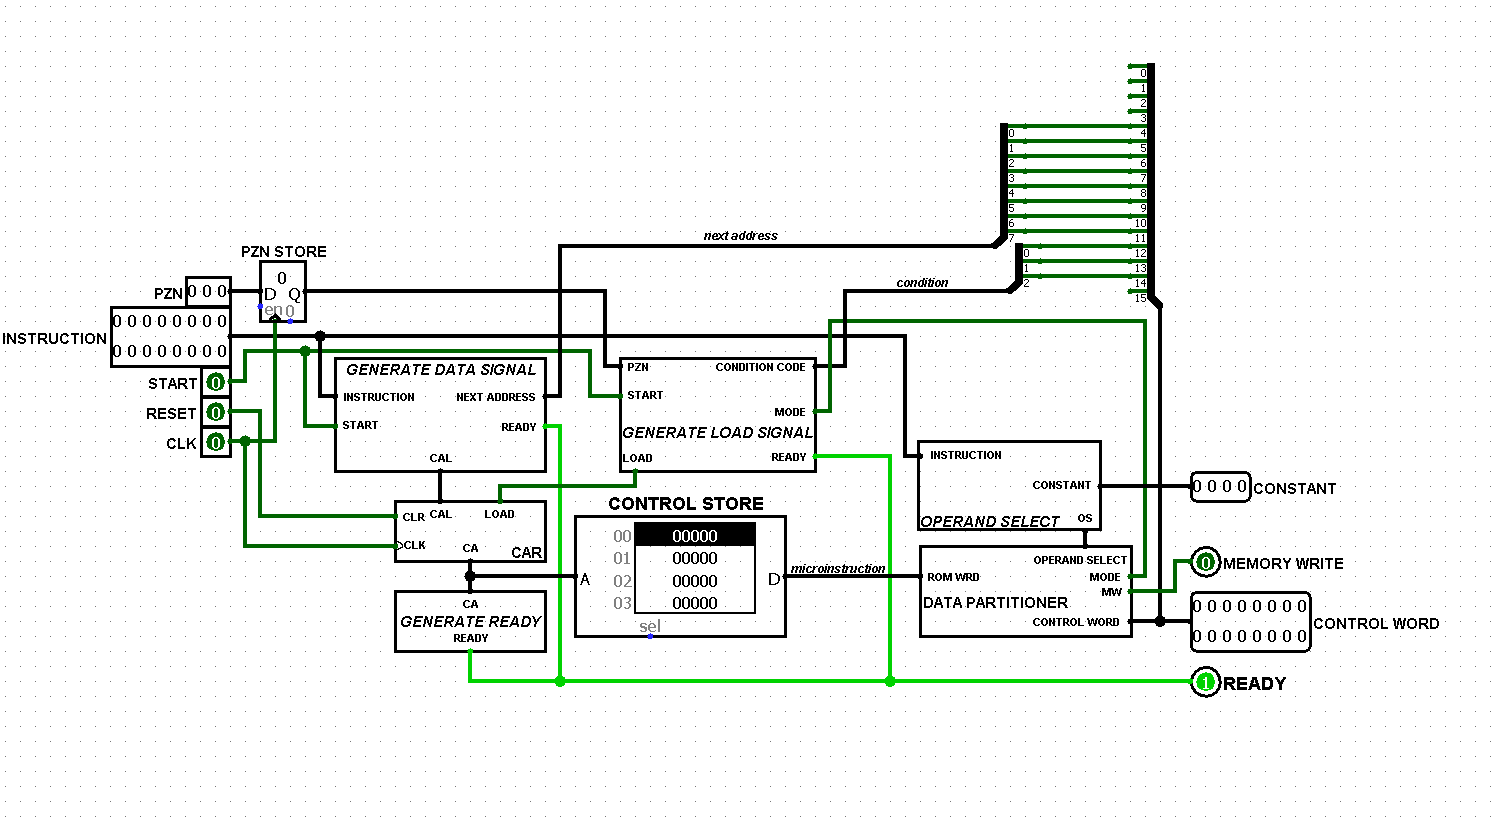 0
1
2
3
0 4
1 5
2 6
3 7
4 8
5 9
6 10
7 11
0 12
1 13
2 14
15
next address
condition
PZN STORE
0
D Q
en 0
PZN 0 0 0
INSTRUCTION
0 0 0 0 0 0 0 0
0 0 0 0 0 0 0 0
START 0
RESET 0
CLK 0
GENERATE DATA SIGNAL
INSTRUCTION NEXT ADDRESS
START READY
CAL
PZN CONDITION CODE
START
MODE
GENERATE LOAD SIGNAL
LOAD READY
INSTRUCTION
CONSTANT
OPERAND SELECT OS
0 0 0 0 CONSTANT
CLR CAL LOAD
CLK CA CAR
CONTROL STORE
00 00000
01 00000
02 00000
03 00000
A D
sel
microinstruction
OPERAND SELECT
ROM WRD MODE
MW
DATA PARTITIONER
CONTROL WORD
0 MEMORY WRITE
0 0 0 0 0 0 0 0
0 0 0 0 0 0 0 0
CONTROL WORD
CA
GENERATE READY
READY
1 READY